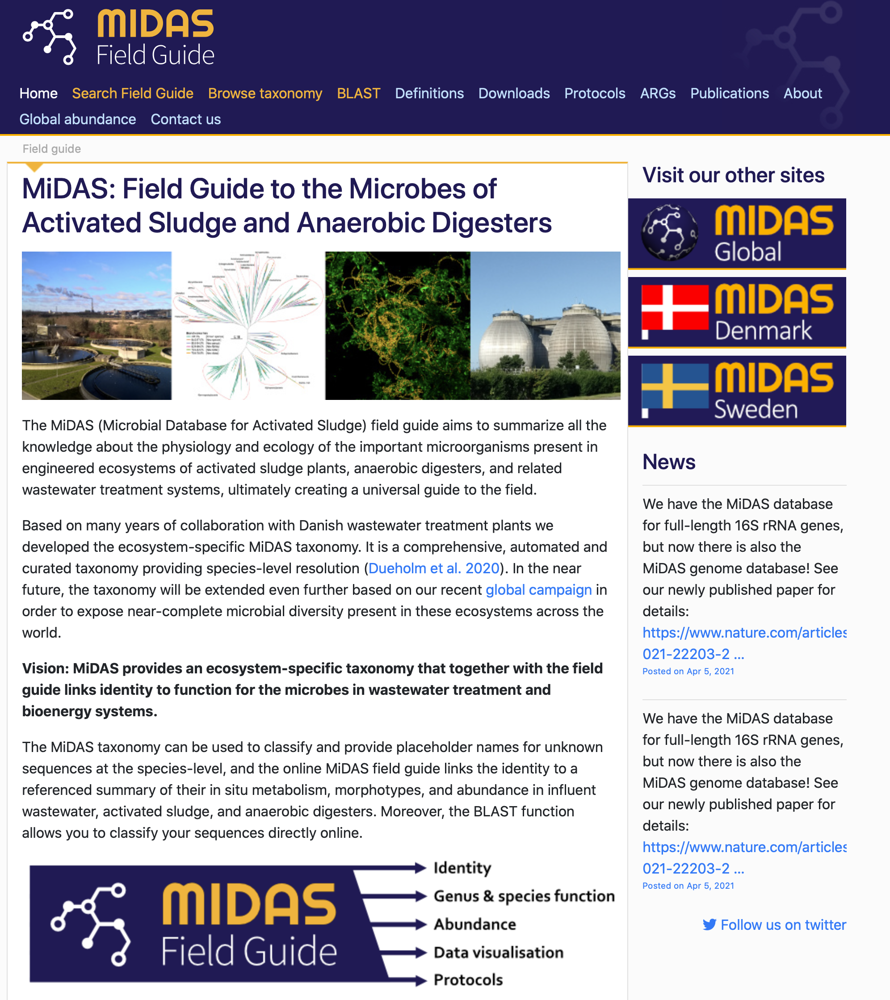 MIDAS
Field Guide
Home Search Field Guide Browse taxonomy BLAST Definitions Downloads Protocols ARGs Publications About
Global abundance Contact us
Field guide
MiDAS: Field Guide to the Microbes of
Activated Sludge and Anaerobic Digesters
The MiDAS (Microbial Database for Activated Sludge) field guide aims to summarize all the
knowledge about the physiology and ecology of the important microorganisms present in
engineered ecosystems of activated sludge plants, anaerobic digesters, and related
wastewater treatment systems, ultimately creating a universal guide to the field.
Based on many years of collaboration with Danish wastewater treatment plants we
developed the ecosystem-specific MiDAS taxonomy. It is a comprehensive, automated and
curated taxonomy providing species-level resolution (Dueholm et al. 2020). In the near
future, the taxonomy will be extended even further based on our recent global campaign in
order to expose near-complete microbial diversity present in these ecosystems across the
world.
Vision: MiDAS provides an ecosystem-specific taxonomy that together with the field
guide links identity to function for the microbes in wastewater treatment and
bioenergy systems.
The MiDAS taxonomy can be used to classify and provide placeholder names for unknown
sequences at the species-level, and the online MiDAS field guide links the identity to a
referenced summary of their in situ metabolism, morphotypes, and abundance in influent
wastewater, activated sludge, and anaerobic digesters. Moreover, the BLAST function
allows you to classify your sequences directly online.
MIDAS
Field Guide
Identity
Genus & species function
Abundance
Data visualisation
Protocols
Visit our other sites
MIDAS
Global
MIDAS
Denmark
MIDAS
Sweden
News
We have the MiDAS database
for full-length 16S rRNA genes,
but now there is also the
MiDAS genome database! See
our newly published paper for
details:
https://www.nature.com/articles
021-22203-2 ...
Posted on Apr 5, 2021
We have the MiDAS database
for full-length 16S rRNA genes,
but now there is also the
MiDAS genome database! See
our newly published paper for
details:
https://www.nature.com/articles
021-22203-2 ...
Posted on Apr 5, 2021
Follow us on twitter